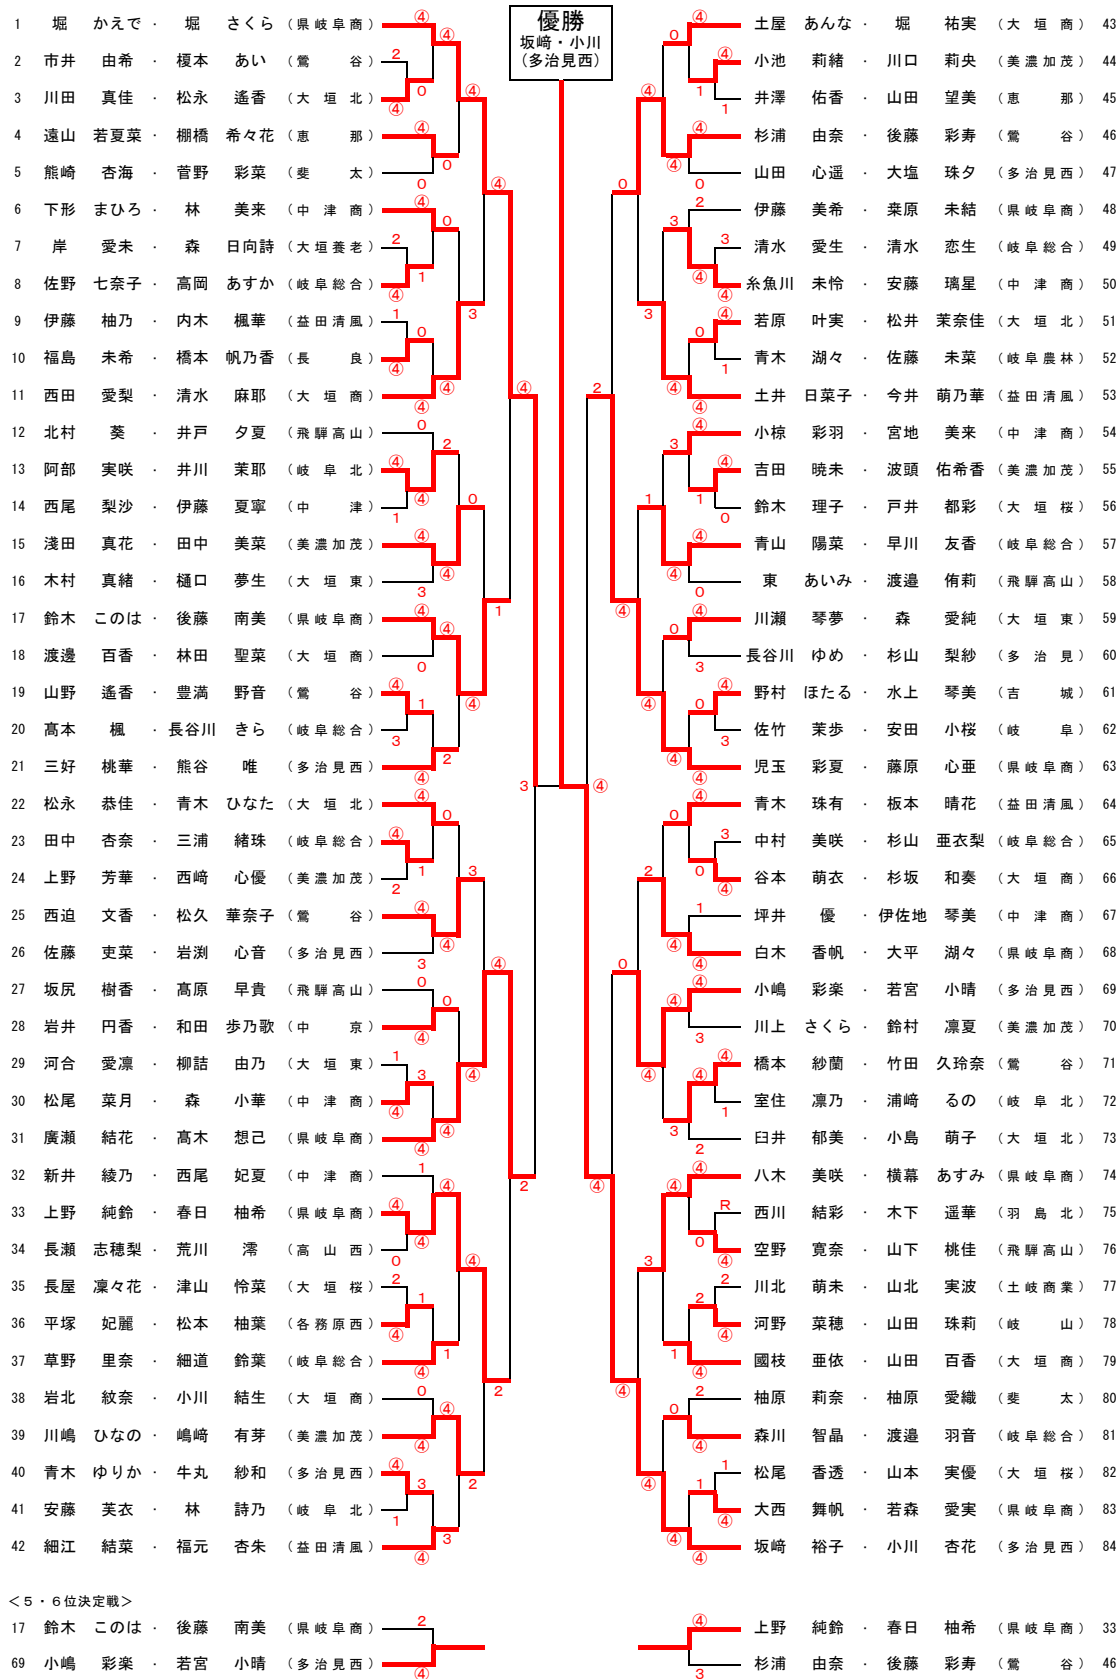 優勝
坂﨑・小川
（多治見西）
1 堀 かえで ・ 堀 さくら （県岐阜商）
2 市井 由希 ・ 榎本 あい （鶯 谷）
3 川田 真佳 ・ 松永 遙香 （大垣北）
4 遠山 若夏菜 ・ 棚橋 希々花 （恵 那）
5 熊崎 杏海 ・ 菅野 彩菜 （斐 太）
6 下形 まひろ ・ 林 美来 （中津商）
7 岸 愛未 ・ 森 日向詩 （大垣養老）
8 佐野 七奈子 ・ 高岡 あすか （岐阜総合）
9 伊藤 柚乃 ・ 内木 楓華 （益田清風）
10 福島 未希 ・ 橋本 帆乃香 （長 良）
11 西田 愛梨 ・ 清水 麻耶 （大垣商）
12 北村 葵 ・ 井戸 夕夏 （飛騨高山）
13 阿部 実咲 ・ 井川 茉耶 （岐阜北）
14 西尾 梨沙 ・ 伊藤 夏寧 （中 津）
15 淺田 真花 ・ 田中 美菜 （美濃加茂）
16 木村 真緒 ・ 樋口 夢生 （大垣東）
17 鈴木 このは ・ 後藤 南美 （県岐阜商）
18 渡邊 百香 ・ 林田 聖菜 （大垣商）
19 山野 遙香 ・ 豊満 野音 （鶯 谷）
20 髙本 楓 ・ 長谷川 きら （岐阜総合）
21 三好 桃華 ・ 熊谷 唯 （多治見西）
22 松永 恭佳 ・ 青木 ひなた （大垣北）
23 田中 杏奈 ・ 三浦 緒珠 （岐阜総合）
24 上野 芳華 ・ 西﨑 心優 （美濃加茂）
25 西迫 文香 ・ 松久 華奈子 （鶯 谷）
26 佐藤 吏菜 ・ 岩渕 心音 （多治見西）
27 坂尻 樹香 ・ 髙原 早貴 （飛騨高山）
28 岩井 円香 ・ 和田 歩乃歌 （中 京）
29 河合 愛凛 ・ 柳詰 由乃 （大垣東）
30 松尾 菜月 ・ 森 小華 （中津商）
31 廣瀬 結花 ・ 髙木 想己 （県岐阜商）
32 新井 綾乃 ・ 西尾 妃夏 （中津商）
33 上野 純鈴 ・ 春日 柚希 （県岐阜商）
34 長瀬 志穂梨 ・ 荒川 澪 （高山西）
35 長屋 凜々花 ・ 津山 怜菜 （大垣桜）
36 平塚 妃麗 ・ 松本 柚葉 （各務原西）
37 草野 里奈 ・ 細道 鈴葉 （岐阜総合）
38 岩北 紋奈 ・ 小川 結生 （大垣商）
39 川嶋 ひなの ・ 嶋﨑 有芽 （美濃加茂）
40 青木 ゆりか ・ 牛丸 紗和 （多治見西）
41 安藤 芙衣 ・ 林 詩乃 （岐阜北）
42 細江 結菜 ・ 福元 杏朱 （益田清風）
土屋 あんな ・ 堀 祐実 （大垣商） 43
小池 莉緒 ・ 川口 莉央 （美濃加茂） 44
井澤 佑香 ・ 山田 望美 （恵 那） 45
杉浦 由奈 ・ 後藤 彩寿 （鶯 谷） 46
山田 心遥 ・ 大塩 珠夕 （多治見西） 47
伊藤 美希 ・ 桒原 未結 （県岐阜商） 48
清水 愛生 ・ 清水 恋生 （岐阜総合） 49
糸魚川 未怜 ・ 安藤 璃星 （中津商） 50
若原 叶実 ・ 松井 茉奈佳 （大垣北） 51
青木 湖々 ・ 佐藤 未菜 （岐阜農林） 52
土井 日菜子 ・ 今井 萌乃華 （益田清風） 53
小椋 彩羽 ・ 宮地 美来 （中津商） 54
吉田 暁未 ・ 波頭 佑希香 （美濃加茂） 55
鈴木 理子 ・ 戸井 都彩 （大垣桜） 56
青山 陽菜 ・ 早川 友香 （岐阜総合） 57
東 あいみ ・ 渡邉 侑莉 （飛騨高山） 58
川瀬 琴夢 ・ 森 愛純 （大垣東） 59
長谷川 ゆめ ・ 杉山 梨紗 （多治見） 60
野村 ほたる ・ 水上 琴美 （吉 城） 61
佐竹 茉歩 ・ 安田 小桜 （岐 阜） 62
児玉 彩夏 ・ 藤原 心亜 （県岐阜商） 63
青木 珠有 ・ 板本 晴花 （益田清風） 64
中村 美咲 ・ 杉山 亜衣梨 （岐阜総合） 65
谷本 萌衣 ・ 杉坂 和奏 （大垣商） 66
坪井 優 ・ 伊佐地 琴美 （中津商） 67
白木 香帆 ・ 大平 湖々 （県岐阜商） 68
小嶋 彩楽 ・ 若宮 小晴 （多治見西） 69
川上 さくら ・ 鈴村 凛夏 （美濃加茂） 70
橋本 紗蘭 ・ 竹田 久玲奈 （鶯 谷） 71
室住 凛乃 ・ 浦﨑 るの （岐阜北） 72
臼井 郁美 ・ 小島 萌子 （大垣北） 73
八木 美咲 ・ 横幕 あすみ （県岐阜商） 74
西川 結彩 ・ 木下 遥華 （羽島北） 75
空野 寛奈 ・ 山下 桃佳 （飛騨高山） 76
川北 萌未 ・ 山北 実波 （土岐商業） 77
河野 菜穂 ・ 山田 珠莉 （岐 山） 78
國枝 亜依 ・ 山田 百香 （大垣商） 79
柚原 莉奈 ・ 柚原 愛織 （斐 太） 80
森川 智晶 ・ 渡邉 羽音 （岐阜総合） 81
松尾 香透 ・ 山本 実優 （大垣桜） 82
大西 舞帆 ・ 若森 愛実 （県岐阜商） 83
坂﨑 裕子 ・ 小川 杏花 （多治見西） 84
＜５・６位決定戦＞
17 鈴木 このは ・ 後藤 南美 （県岐阜商） 2
69 小嶋 彩楽 ・ 若宮 小晴 （多治見西） ④
④ 上野 純鈴 ・ 春日 柚希 （県岐阜商） 33
3 杉浦 由奈 ・ 後藤 彩寿 （鶯 谷） 46